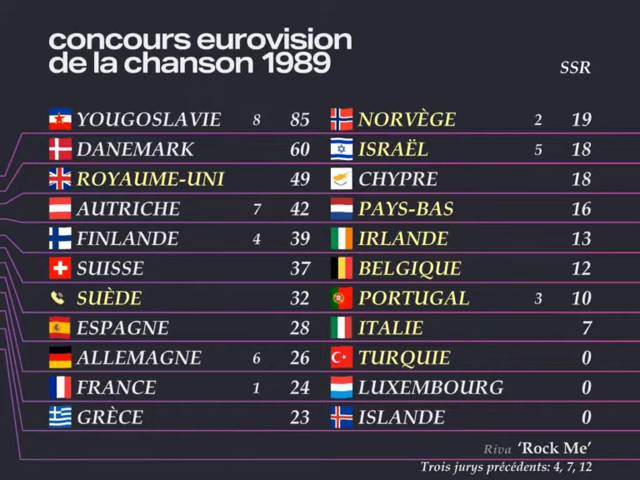 concours eurovision
de la chanson 1989
SSR
YOUGOSLAVIE 8 85
DANEMARK 60
ROYAUME-UNI 49
AUTRICHE 7 42
FINLANDE 4 39
SUISSE 37
SUÈDE 32
ESPAGNE 28
ALLEMAGNE 6 26
FRANCE 1 24
GRÈCE 23
NORVÈGE 2 19
ISRAËL 5 18
CHYPRE 18
PAYS-BAS 16
IRLANDE 13
BELGIQUE 12
PORTUGAL 3 10
ITALIE 7
TURQUIE 0
LUXEMBOURG 0
ISLANDE 0
Riva ‘Rock Me’
Trois jurys précédents: 4, 7, 12